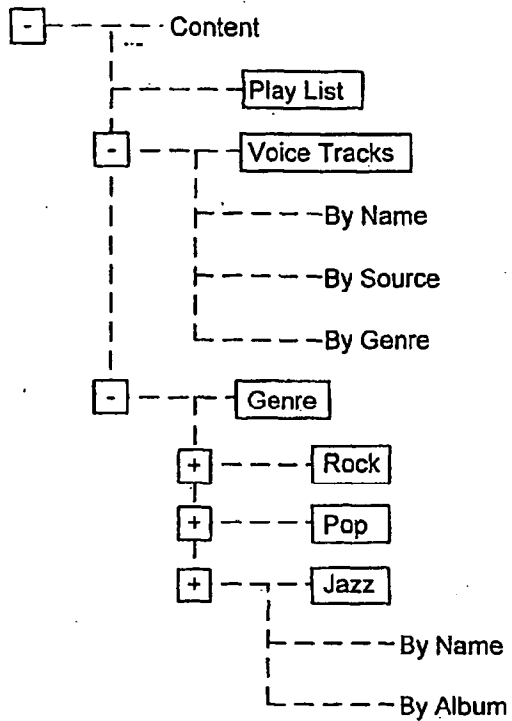 - Content
...
Play List
- Voice Tracks
By Name
By Source
By Genre
- Genre
+ Rock
+ Pop
+ Jazz
By Name
By Album